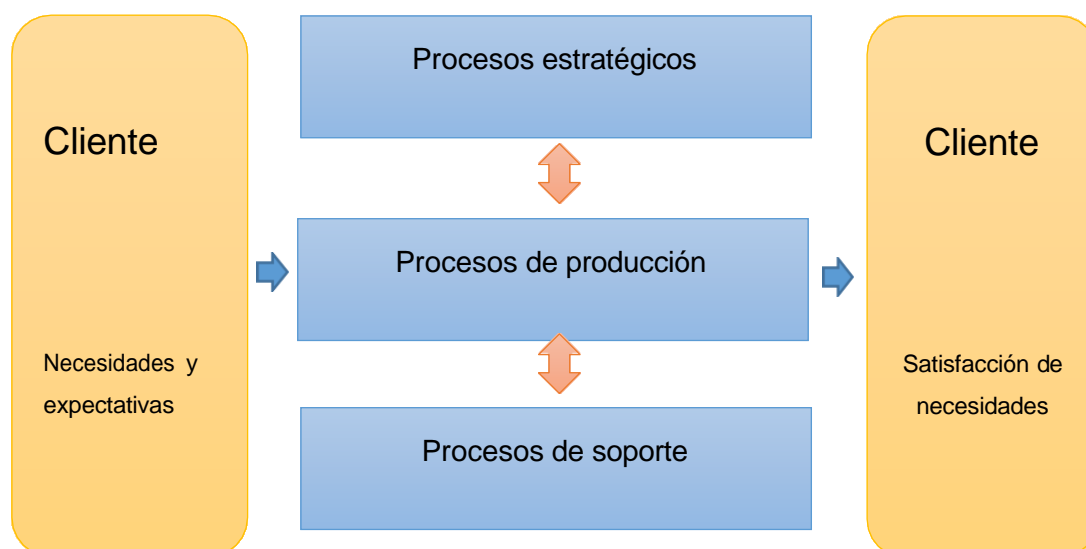 Cliente
Necesidades y
expectativas
Procesos estratégicos
Procesos de producción
Procesos de soporte
Cliente
Satisfacción de
necesidades